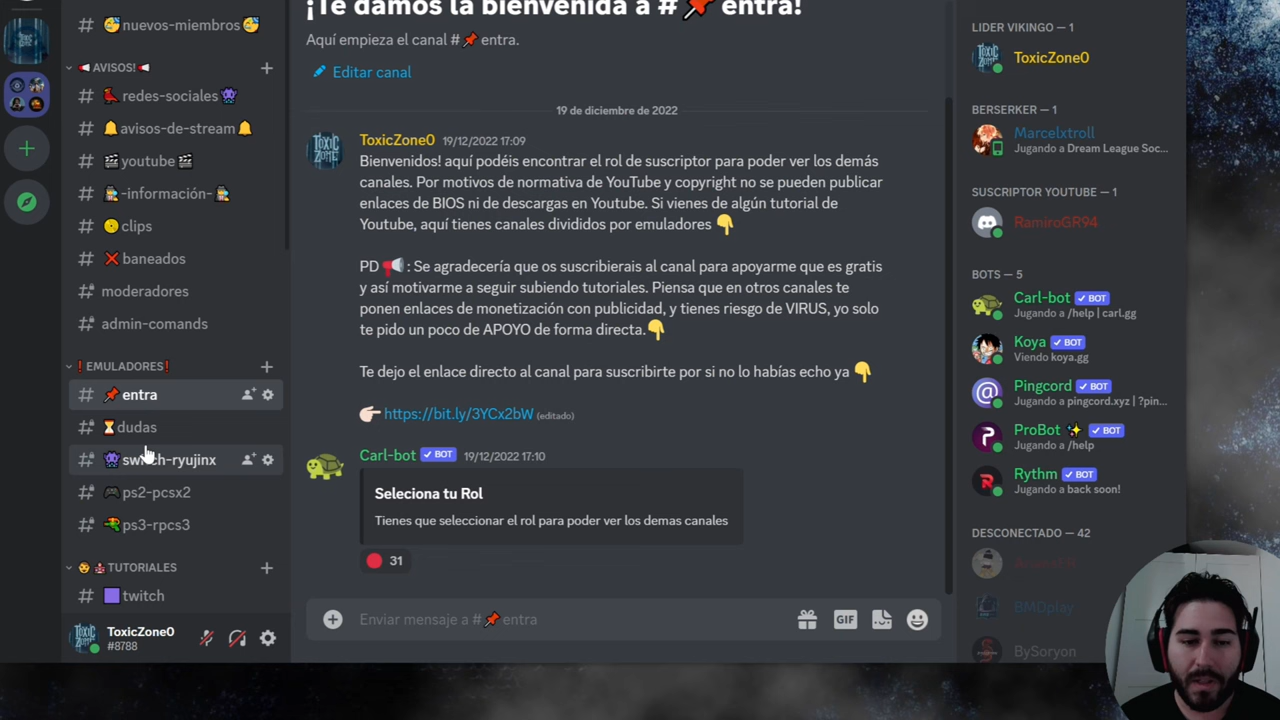 nuevos-miembros
AVISOS!
redes-sociales
avisos-de-stream
youtube
-información-
clips
baneados
moderadores
admin-comands
EMULADORES
entra
dudas
switch-ryujinx
ps2-pcsx2
ps3-rpcs3
TUTORIALES
twitch
ToxicZone0
#8788
¡Te damos la bienvenida a # 📌 entra!
Aquí empieza el canal # 📌 entra.
Editar canal
19 de diciembre de 2022
ToxicZone0 19/12/2022 17:09
Bienvenidos! aquí podéis encontrar el rol de suscriptor para poder ver los demás
canales. Por motivos de normativa de YouTube y copyright no se pueden publicar
enlaces de BIOS ni de descargas en Youtube. Si vienes de algún tutorial de
Youtube, aquí tienes canales divididos por emuladores 👇
PD 📢 : Se agradecería que os suscribierais al canal para apoyarme que es gratis
y así motivarme a seguir subiendo tutoriales. Piensa que en otros canales te
ponen enlaces de monetización con publicidad, y tienes riesgo de VIRUS, yo solo
te pido un poco de APOYO de forma directa. 👇
Te dejo el enlace directo al canal para suscribirte por si no lo habías echo ya 👇
👉 https://bit.ly/3YCx2bW (editado)
Carl-bot ✓ BOT 19/12/2022 17:10
Seleciona tu Rol
Tienes que seleccionar el rol para poder ver los demas canales
31
Enviar mensaje a # 📌 entra
GIF
LIDER VIKINGO — 1
ToxicZone0
BERSERKER — 1
Marcelxtroll
Jugando a Dream League Soc...
SUSCRIPTOR YOUTUBE — 1
RamiroGR94
BOTS — 5
Carl-bot ✓ BOT
Jugando a /help | carl.gg
Koya ✓ BOT
Viendo koya.gg
Pingcord ✓ BOT
Jugando a pingcord.xyz | ?pin...
ProBot ✨ ✓ BOT
Jugando a /help
Rythm ✓ BOT
Jugando a back soon!
DESCONECTADO — 42
BMOplay
BySoryon